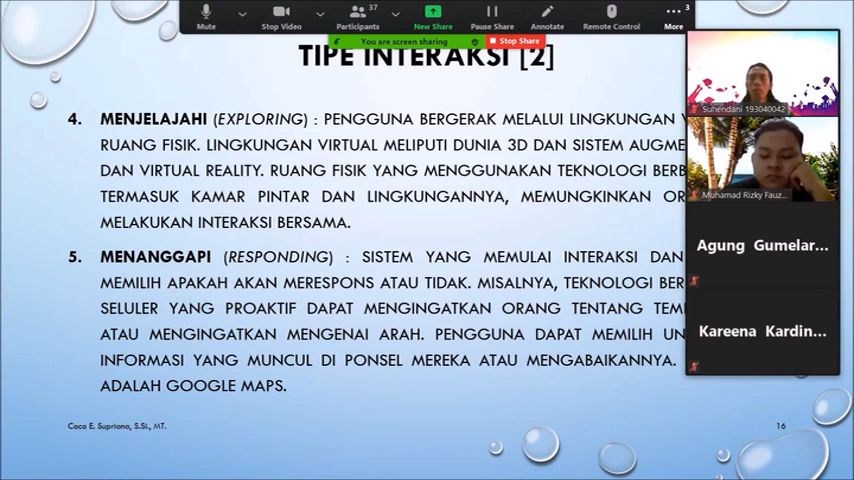 37
3
Mute
Stop Video
Participants
New Share
Pause Share
Annotate
Remote Control
More
You are screen sharing
Stop Share
TIPE INTERAKSI [2]
4. MENJELAJAHI (EXPLORING) : PENGGUNA BERGERAK MELALUI LINGKUNGAN
RUANG FISIK. LINGKUNGAN VIRTUAL MELIPUTI DUNIA 3D DAN SISTEM AUGME
DAN VIRTUAL REALITY. RUANG FISIK YANG MENGGUNAKAN TEKNOLOGI BERB
TERMASUK KAMAR PINTAR DAN LINGKUNGANNYA, MEMUNGKINKAN OR
MELAKUKAN INTERAKSI BERSAMA.
5. MENANGGAPI (RESPONDING) : SISTEM YANG MEMULAI INTERAKSI DAN
MEMILIH APAKAH AKAN MERESPONS ATAU TIDAK. MISALNYA, TEKNOLOGI BER
SELULER YANG PROAKTIF DAPAT MENGINGATKAN ORANG TENTANG TEM
ATAU MENGINGATKAN MENGENAI ARAH. PENGGUNA DAPAT MEMILIH UN
INFORMASI YANG MUNCUL DI PONSEL MEREKA ATAU MENGABAIKANNYA.
ADALAH GOOGLE MAPS.
Caca E. Supriana, S.Si., MT.
16
Suhendani 193040042
Muhamad Rizky Fauz...
Agung Gumelar...
Kareena Kardin...